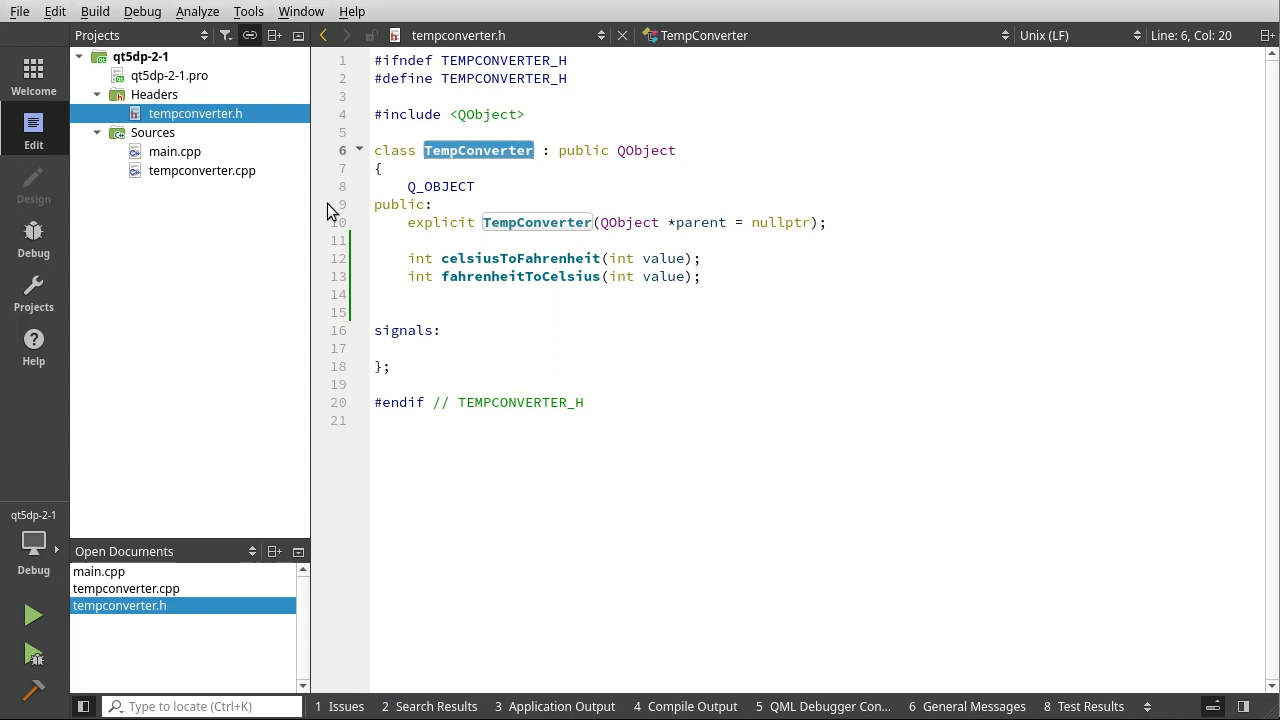 File Edit Build Debug Analyze Tools Window Help
Projects tempconverter.h TempConverter Unix (LF) Line: 6, Col: 20
Welcome
Edit
Design
Debug
Projects
Help
qt5dp-2-1
Debug
qt5dp-2-1
qt5dp-2-1.pro
Headers
tempconverter.h
Sources
main.cpp
tempconverter.cpp
Open Documents
main.cpp
tempconverter.cpp
tempconverter.h
1 #ifndef TEMPCONVERTER_H
2 #define TEMPCONVERTER_H
3
4 #include <QObject>
5
6 class TempConverter : public QObject
7 {
8 Q_OBJECT
9 public:
10 explicit TempConverter(QObject *parent = nullptr);
11
12 int celsiusToFahrenheit(int value);
13 int fahrenheitToCelsius(int value);
14
15
16 signals:
17
18 };
19
20 #endif // TEMPCONVERTER_H
21
Type to locate (Ctrl+K) 1 Issues 2 Search Results 3 Application Output 4 Compile Output 5 QML Debugger Con... 6 General Messages 8 Test Results